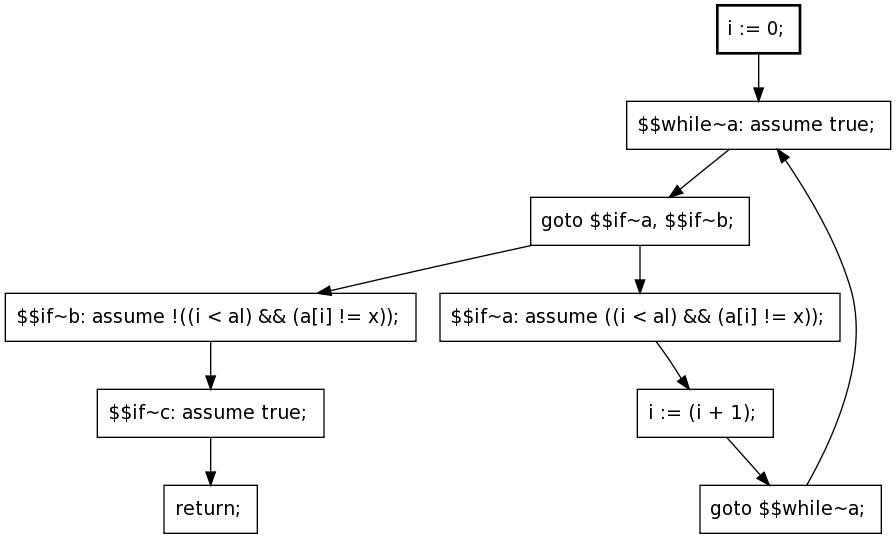 i := 0;
$$while~a: assume true;
goto $$if~a, $$if~b;
$$if~b: assume !((i < al) && (a[i] != x));
$$if~a: assume ((i < al) && (a[i] != x));
$$if~c: assume true;
i := (i + 1);
return;
goto $$while~a;